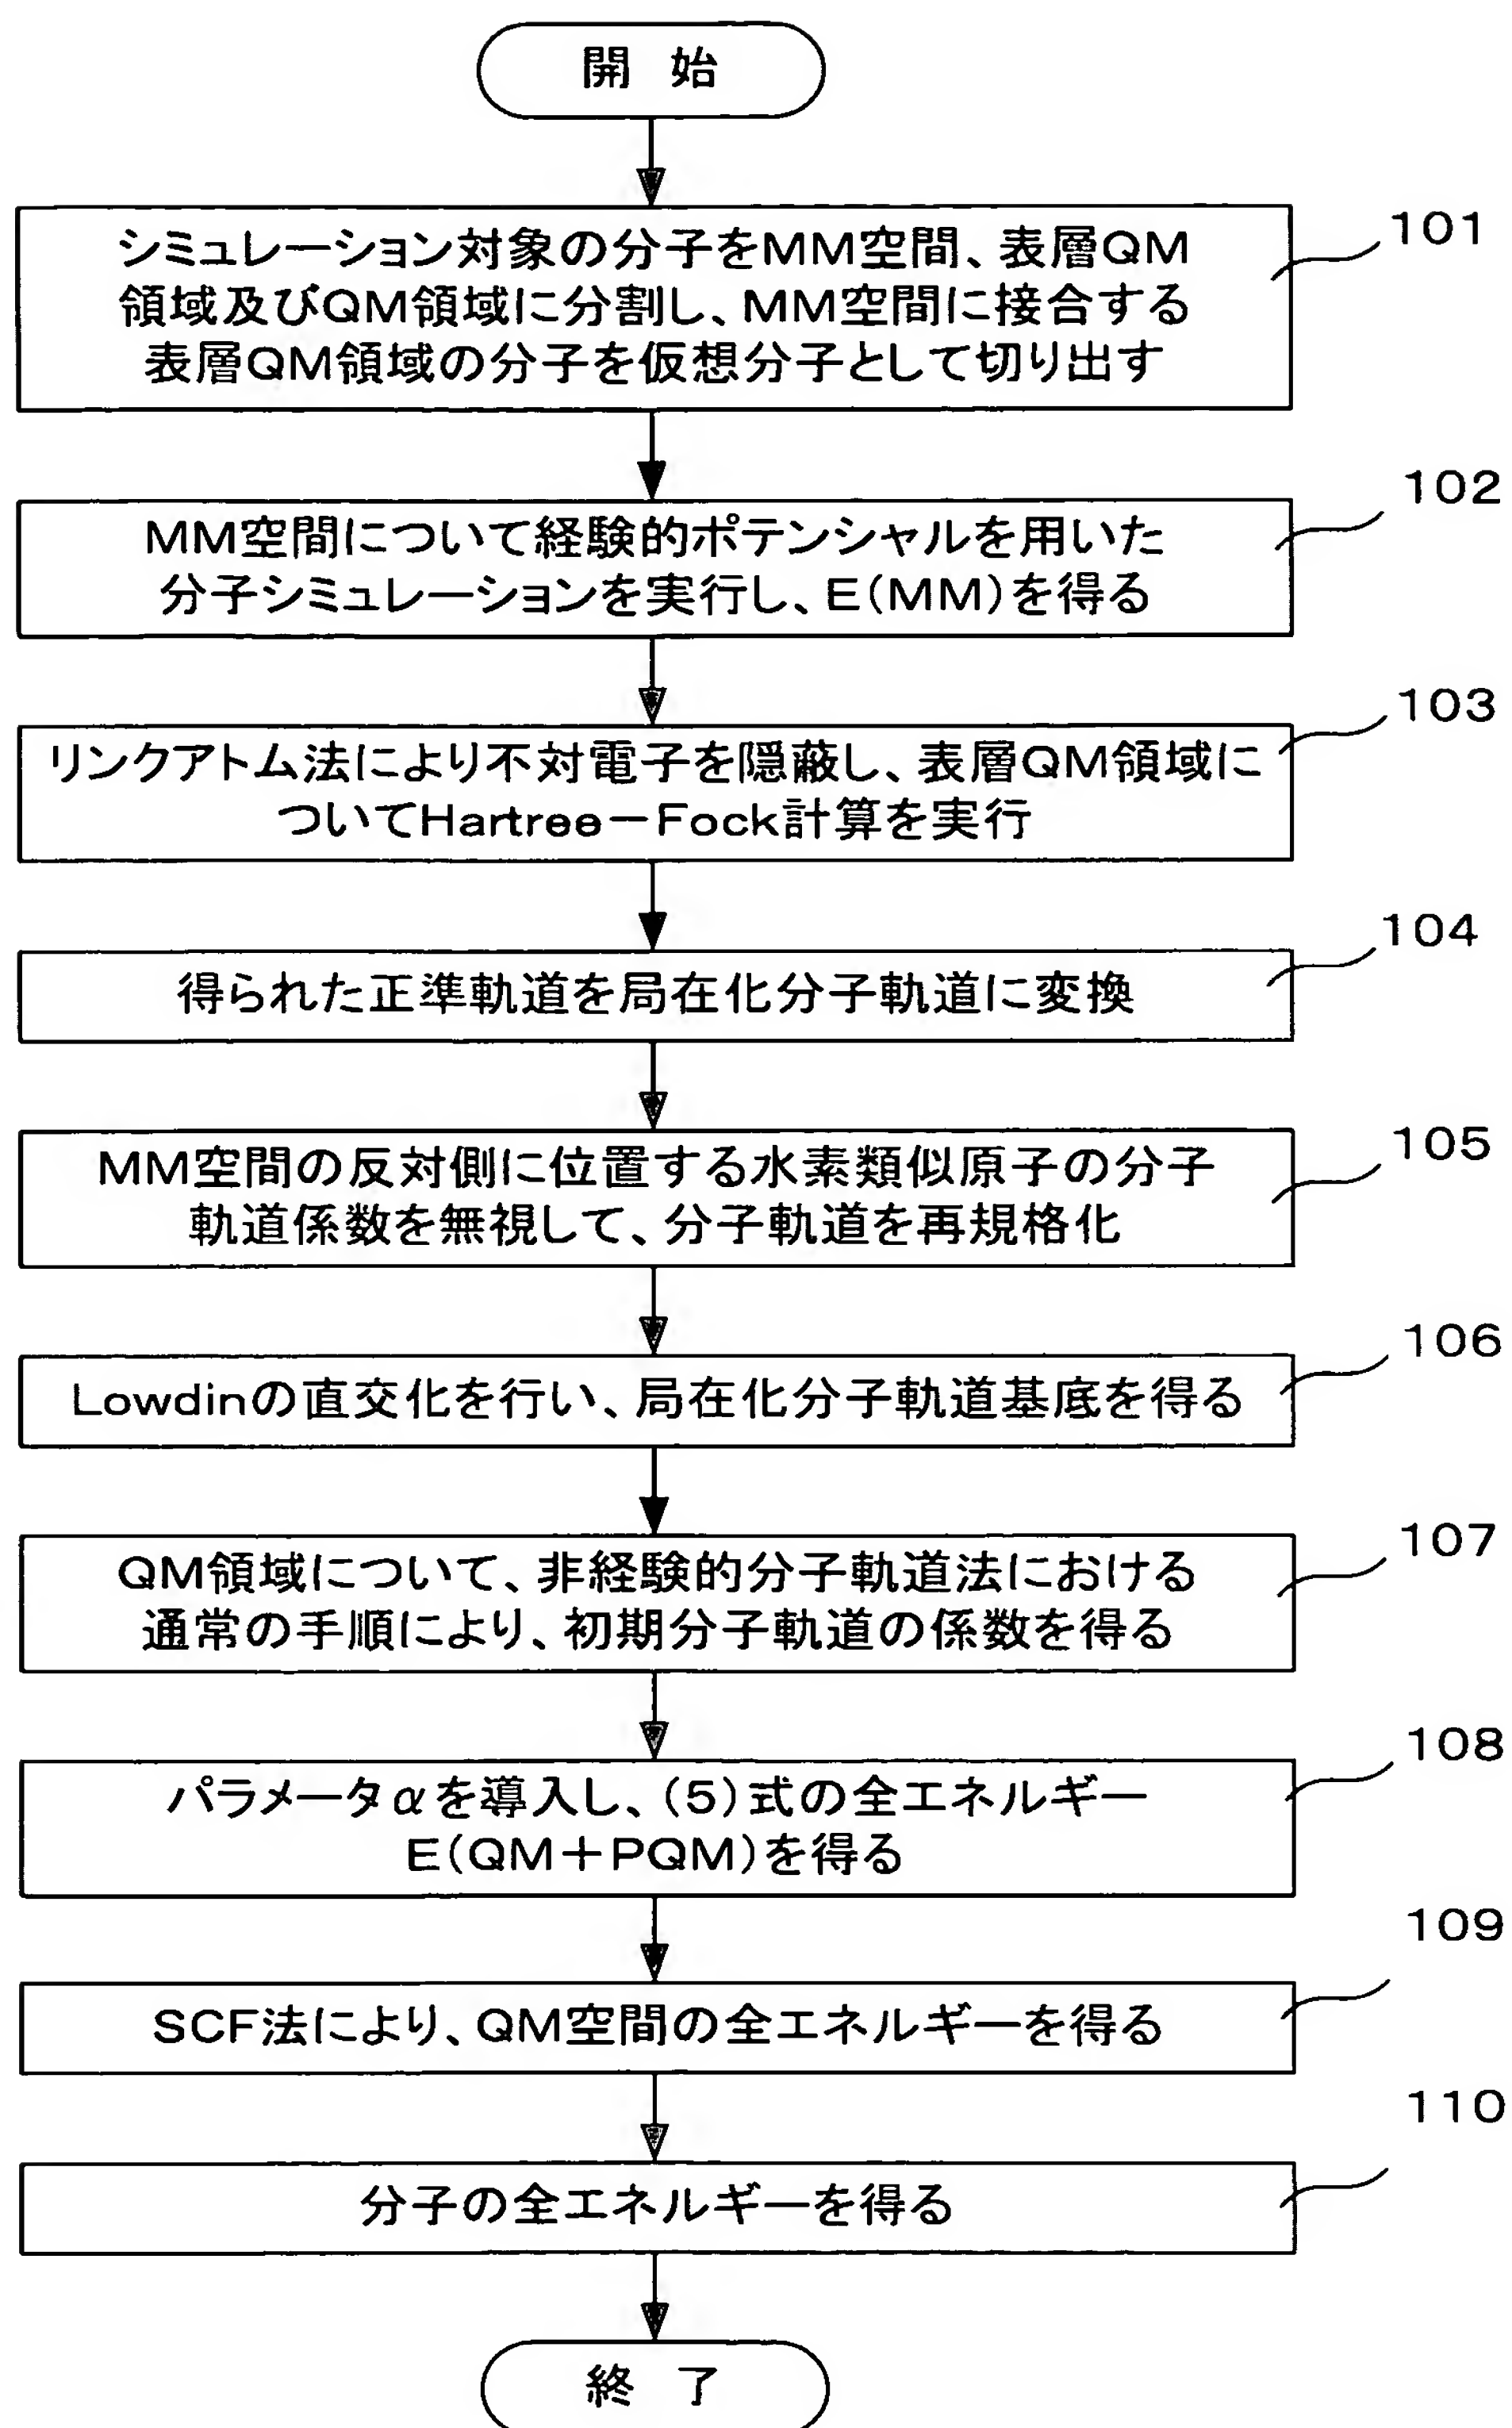 開 始
101
シミュレーション対象の分子をMM空間、表層QM
領域及びQM領域に分割し、MM空間に接合する
表層QM領域の分子を仮想分子として切り出す
102
MM空間について経験的ポテンシャルを用いた
分子シミュレーションを実行し、E(MM)を得る
103
リンクアトム法により不対電子を隠蔽し、表層QM領域に
ついてHartree-Fock計算を実行
104
得られた正準軌道を局在化分子軌道に変換
105
MM空間の反対側に位置する水素類似原子の分子
軌道係数を無視して、分子軌道を再規格化
106
Lowdinの直交化を行い、局在化分子軌道基底を得る
107
QM領域について、非経験的分子軌道法における
通常の手順により、初期分子軌道の係数を得る
108
パラメータαを導入し、(5)式の全エネルギー
E(QM+PQM)を得る
109
SCF法により、QM空間の全エネルギーを得る
110
分子の全エネルギーを得る
終 了